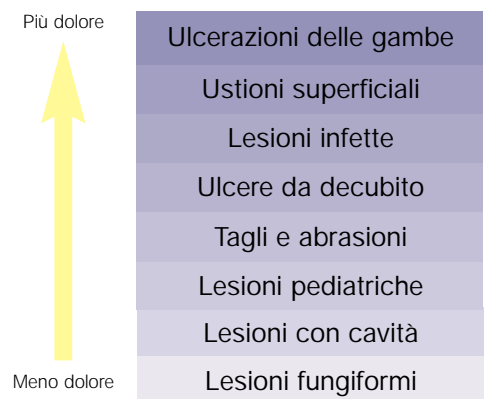 Più dolore
Ulcerazioni delle gambe
Ustioni superficiali
Lesioni infette
Ulcere da decubito
Tagli e abrasioni
Lesioni pediatriche
Lesioni con cavità
Meno dolore
Lesioni fungiformi